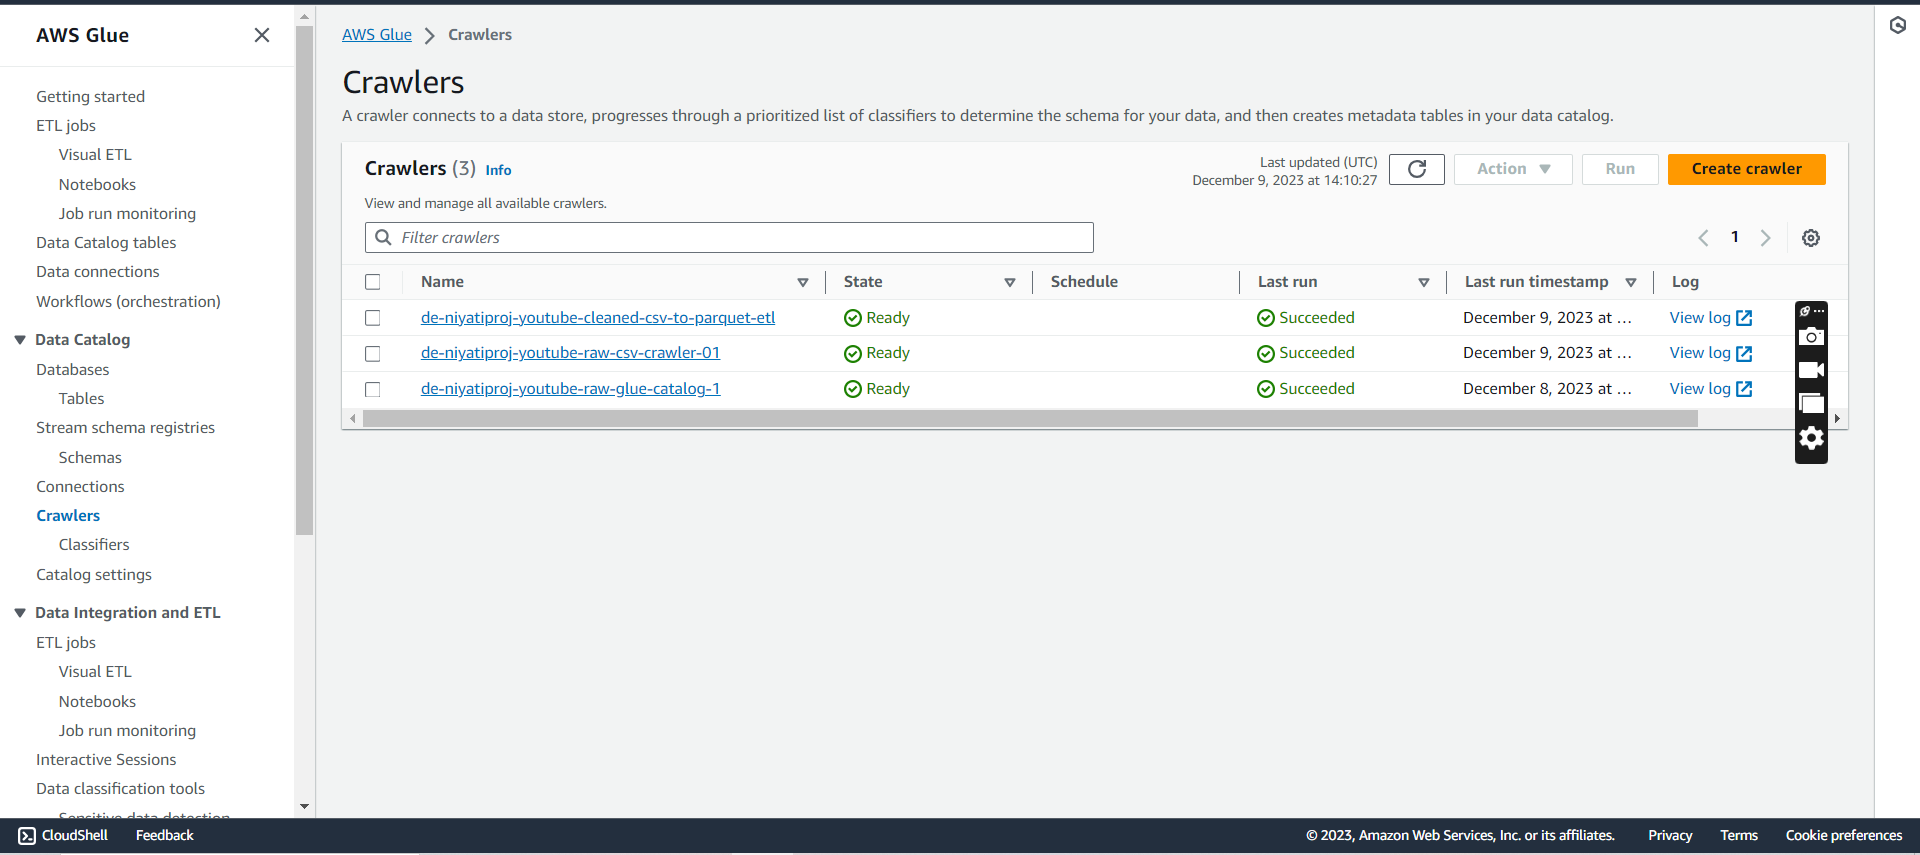 AWS Glue
Getting started
ETL jobs
Visual ETL
Notebooks
Job run monitoring
Data Catalog tables
Data connections
Workflows (orchestration)
Data Catalog
Databases
Tables
Stream schema registries
Schemas
Connections
Crawlers
Classifiers
Catalog settings
Data Integration and ETL
ETL jobs
Visual ETL
Notebooks
Job run monitoring
Interactive Sessions
Data classification tools
Sensitive data detection
AWS Glue > Crawlers
Crawlers
A crawler connects to a data store, progresses through a prioritized list of classifiers to determine the schema for your data, and then creates metadata tables in your data catalog.
Crawlers (3) Info
Last updated (UTC)
December 9, 2023 at 14:10:27
Action
Run
Create crawler
View and manage all available crawlers.
Filter crawlers
1
Name State Schedule Last run Last run timestamp Log
de-niyatiproj-youtube-cleaned-csv-to-parquet-etl Ready Succeeded December 9, 2023 at ... View log
de-niyatiproj-youtube-raw-csv-crawler-01 Ready Succeeded December 9, 2023 at ... View log
de-niyatiproj-youtube-raw-glue-catalog-1 Ready Succeeded December 8, 2023 at ... View log
CloudShell Feedback © 2023, Amazon Web Services, Inc. or its affiliates. Privacy Terms Cookie preferences